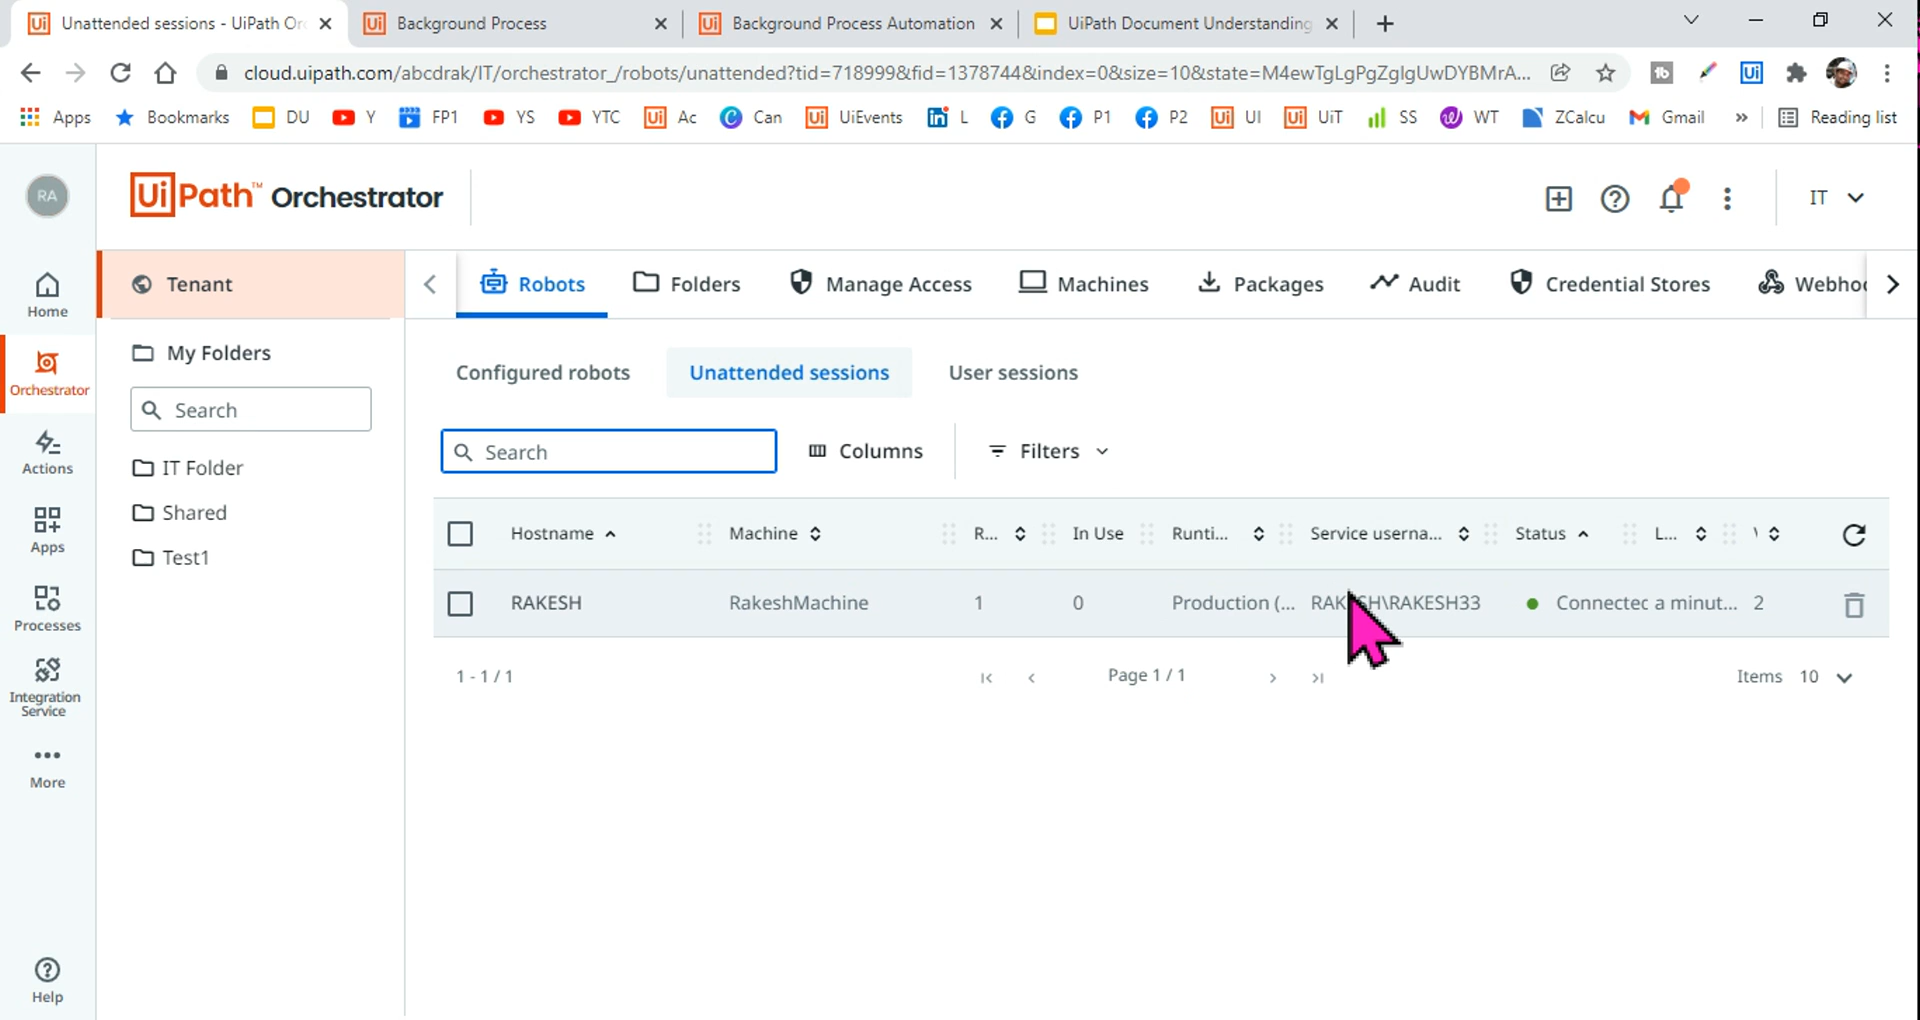 Unattended sessions - UiPath Orc
Background Process
Background Process Automation
UiPath Document Understanding
cloud.uipath.com/abcdrak/IT/orchestrator_/robots/unattended?tid=718999&fid=1378744&index=0&size=10&state=M4ewTgLgPgZgIgUwDYBMrA...
Apps
Bookmarks
DU
Y
FP1
YS
YTC
Ac
Can
UiEvents
L
G
P1
P2
UI
UiT
SS
WT
ZCalcu
Gmail
Reading list
RA
UiPath™ Orchestrator
IT
Home
Orchestrator
Actions
Apps
Processes
Integration
Service
More
Help
Tenant
My Folders
Search
IT Folder
Shared
Test1
Robots
Folders
Manage Access
Machines
Packages
Audit
Credential Stores
Webhoo
Configured robots
Unattended sessions
User sessions
Search
Columns
Filters
Hostname
Machine
R...
In Use
Runti...
Service userna...
Status
L...
RAKESH
RakeshMachine
1
0
Production (...
RAKESH\RAKESH33
Connected
a minut...
2
1 - 1 / 1
Page 1 / 1
Items 10